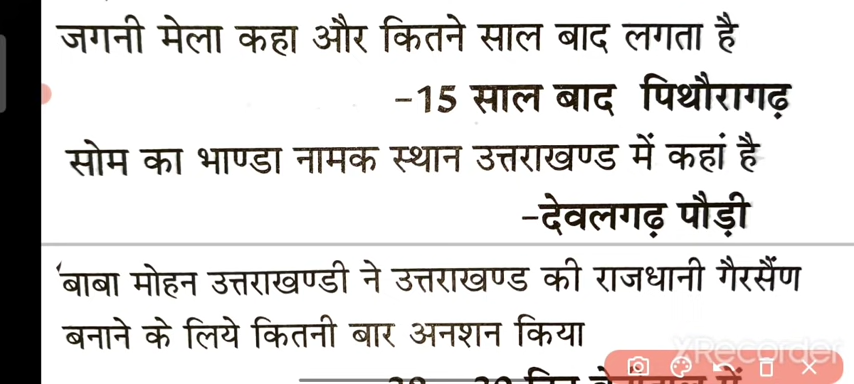 जगनी मेला कहा और कितने साल बाद लगता है
–15 साल बाद पिथौरागढ़
सोम का भाण्डा नामक स्थान उत्तराखण्ड में कहां है
–देवलगढ़ पौड़ी
बाबा मोहन उत्तराखण्डी ने उत्तराखण्ड की राजधानी गैरसैंण
बनाने के लिये कितनी बार अनशन किया
XRecorder